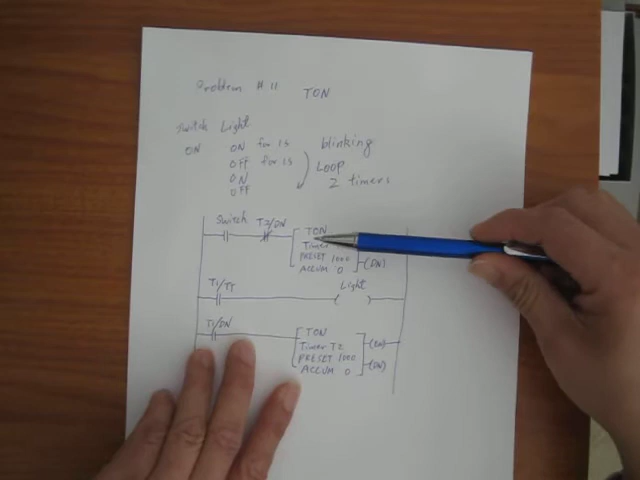 Problem #11 TON
Switch Light
ON ON for 1s blinking
OFF for 1s LOOP
ON 2 timers
OFF
Switch T2/DN TON
Timer
PRESET 1000
ACCUM 0 (DN)
T1/TT Light
T1/DN TON
Timer T2 (EN)
PRESET 1000
ACCUM 0 (DN)